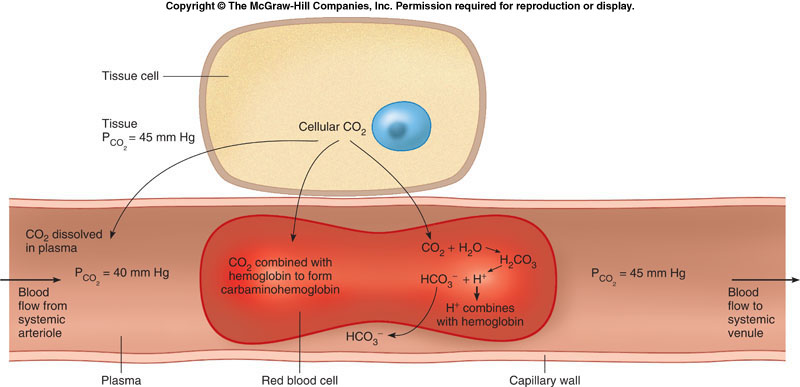 Copyright © The McGraw-Hill Companies, Inc. Permission required for reproduction or display.
Tissue cell
Tissue
P_CO₂ = 45 mm Hg
Cellular CO₂
CO₂ dissolved
in plasma
P_CO₂ = 40 mm Hg
Blood
flow from
systemic
arteriole
CO₂ combined with
hemoglobin to form
carbaminohemoglobin
CO₂ + H₂O
H₂CO₃
HCO₃⁻ + H⁺
H⁺ combines
with hemoglobin
HCO₃⁻
P_CO₂ = 45 mm Hg
Blood
flow to
systemic
venule
Plasma
Red blood cell
Capillary wall